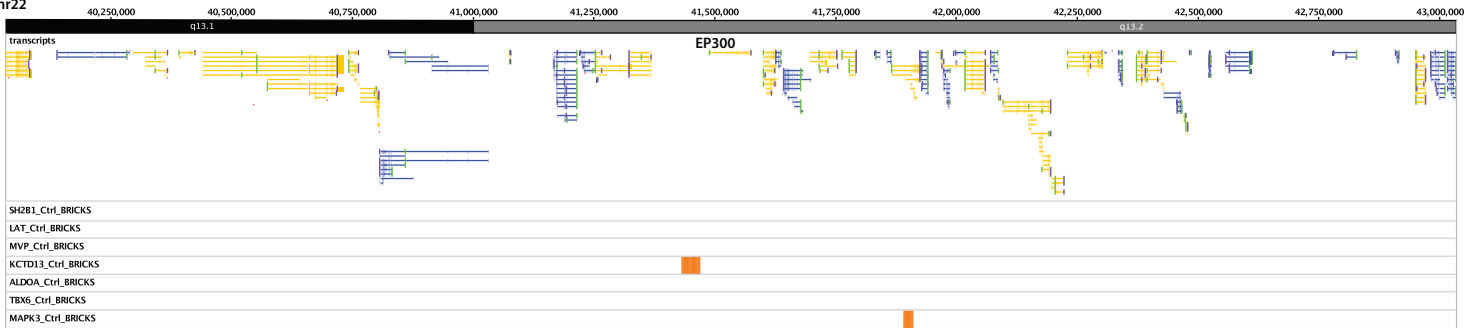 hr22
40,250,000 40,500,000 40,750,000 41,000,000 41,250,000 41,500,000 41,750,000 42,000,000 42,250,000 42,500,000 42,750,000 43,000,000
q13.1 q13.2
transcripts
EP300
SH2B1_Ctrl_BRICKS
LAT_Ctrl_BRICKS
MVP_Ctrl_BRICKS
KCTD13_Ctrl_BRICKS
ALDOA_Ctrl_BRICKS
TBX6_Ctrl_BRICKS
MAPK3_Ctrl_BRICKS